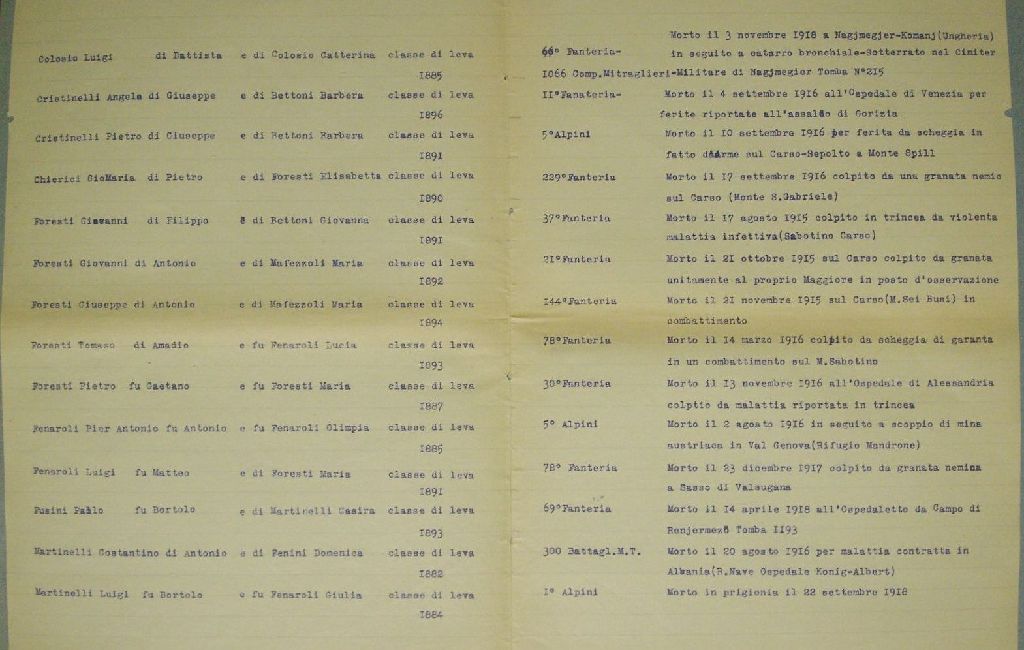 Morto il 3 novembre 1918 a Nagjmegjer-Komanj(Ungheria)
Colosio Luigi di Battista e di Colosio Catterina classe di leva 66° Fanteria- in seguito a catarro bronchiale-Sotterrato nel Cimiter
1885 1066 Comp.Mitraglieri-Militare di Nagjmegier Tomba N°215
Cristinelli Angelo di Giuseppe e di Bettoni Barbera classe di leva 11°Fanateria- Morto il 4 settembre 1916 all'Ospedale di Venezia per
1896 ferite riportate all'assalto di Gorizia
Cristinelli Pietro di Giuseppe e di Bettoni Barbera classe di leva 5°Alpini Morto il 10 settembre 1916 per ferita da scheggia in
1891 fatto d'arme sul Carso-Sepolto a Monte Spill
Chierici GioMaria di Pietro e di Foresti Elisabetta classe di leva 229°Fanteria Morto il 17 settembre 1916 colpito da una granata nemic
1890 sul Carso (Monte S.Gabriele)
Foresti Giovanni di Filippo e di Bettoni Giovanna classe di leva 37°Fanteria Morto il 17 agosto 1915 colpito in trincea da violenta
1891 malattia infettiva(Sabotino Carso)
Foresti Giovanni di Antonio e di Mafezzoli Maria classe di leva 21°Fanteria Morto il 21 ottobre 1915 sul Carso colpito da granata
1892 unitamente al proprio Maggiore in posto d'osservazione
Foresti Giuseppe di Antonio e di Mafezzoli Maria classe di leva 144°Fanteria Morto il 21 novembre 1915 sul Carso(M.Sei Busi) in
1894 combattimento
Foresti Tomaso di Amadio e fu Fenaroli Lucia classe di leva 78°Fanteria Morto il 14 marzo 1916 colpito da scheggia di garanta
1893 in un combattimento sul M.Sabotino
Foresti Pietro fu Gaetano e fu Foresti Maria classe di leva 38°Fanteria Morto il 13 novembre 1916 all'Ospedale di Alessandria
1887 colptio da malattia riportata in trincea
Fenaroli Pier Antonio fu Antonio e fu Fenaroli Olimpia classe di leva 5° Alpini Morto il 2 agosto 1916 in seguito a scoppio di mina
1885 austriaca in Val Genova(Rifugio Mandrone)
Fenaroli Luigi fu Matteo e di Foresti Maria classe di leva 78° Fanteria Morto il 23 dicembre 1917 colpito da granata nemina
1891 a Sasso di Valsugana
Pusini Pablo fu Bortolo e di Martinelli Casira classe di leva 69°Fanteria Morto il 14 aprile 1918 all'Ospedaletto da Campo di
1893 Renjermezò Tomba 1193
Martinelli Costantino di Antonio e di Fenini Domenica classe di leva 300 Battagl.M.T. Morto il 20 agosto 1916 per malattia contratta in
1882 Albania(R.Nave Ospedale Konig-Albert)
Martinelli Luigi fu Bortolo e fu Fenaroli Giulia classe di leva 1° Alpini Morto in prigionia il 22 settembre 1918
1884